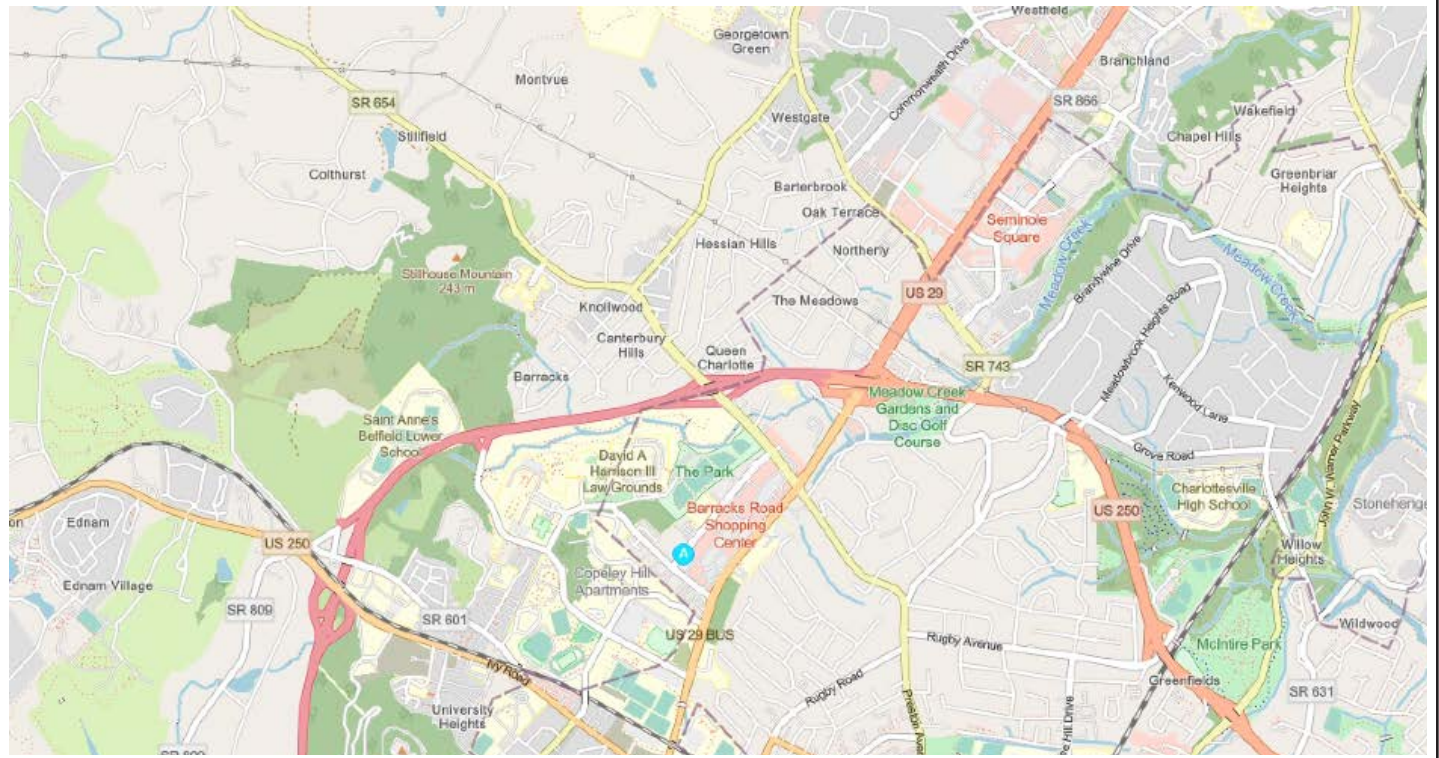 Westfield
Georgetown
Green
Commonwealth Drive
Branchland
Montvue
SR 654
SR 866
Wakefield
Westgate
Stillfield
Chapel Hills
Colthurst
Greenbriar
Heights
Barterbrook
Oak Terrace
Seminole
Square
Meadow Creek
Brandywine Drive
Hessian Hills
Northerly
Meadow Creek
Stillhouse Mountain
243 m
US 29
The Meadows
Meadowbrook Heights Road
Knollwood
Canterbury
Hills
Queen
Charlotte
SR 743
Barracks
Kenwood Lane
Meadow Creek
Gardens and
Disc Golf
Course
John W. Warner Parkway
Saint Anne's
Belfield Lower
School
Grove Road
David A
Harrison III
Law Grounds
The Park
Charlottesville
High School
Stonehenge
Barracks Road
Shopping
Center
US 250
Ednam
US 250
A
Willow
Heights
Copeley Hill
Apartments
Ednam Village
SR 809
SR 601
Wildwood
US 29 BUS
Rugby Avenue
McIntire Park
Ivy Road
Rugby Road
Greenfields
SR 631
University
Heights
Preston